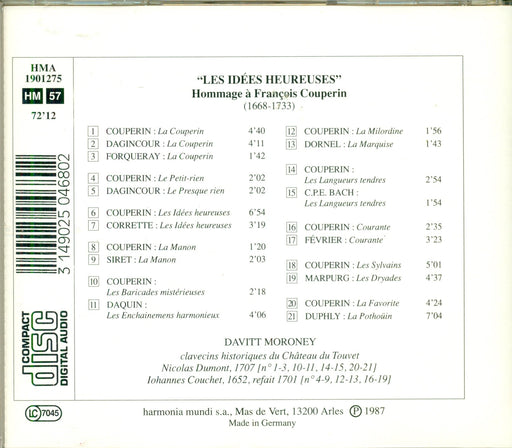 HMA
1901275
HM 57
72'12
3 149025 046802
COMPACT
disc
DIGITAL AUDIO
LC 7045
“LES IDÉES HEUREUSES”
Hommage à François Couperin
(1668-1733)
1 COUPERIN : La Couperin 4'40
2 DAGINCOUR : La Couperin 4'11
3 FORQUERAY : La Couperin 1'42
4 COUPERIN : Le Petit-rien 2'02
5 DAGINCOUR : Le Presque rien 2'02
6 COUPERIN : Les Idées heureuses 6'54
7 CORRETTE : Les Idées heureuses 3'19
8 COUPERIN : La Manon 1'20
9 SIRET : La Manon 2'03
10 COUPERIN :
Les Baricades mistérieuses 2'18
11 DAQUIN :
Les Enchainemens harmonieux 4'06
12 COUPERIN : La Milordine 1'56
13 DORNEL : La Marquise 1'43
14 COUPERIN :
Les Langueurs tendres 2'54
15 C.P.E. BACH :
Les Langueurs tendres 1'54
16 COUPERIN : Courante 2'35
17 FÉVRIER : Courante 3'23
18 COUPERIN : Les Sylvains 5'01
19 MARPURG : Les Dryades 4'37
20 COUPERIN : La Favorite 4'24
21 DUPHLY : La Pothoüin 7'04
DAVITT MORONEY
clavecins historiques du Château du Touvet
Nicolas Dumont, 1707 [n° 1-3, 10-11, 14-15, 20-21]
Iohannes Couchet, 1652, refait 1701 [n° 4-9, 12-13, 16-19]
harmonia mundi s.a., Mas de Vert, 13200 Arles ℗ 1987
Made in Germany